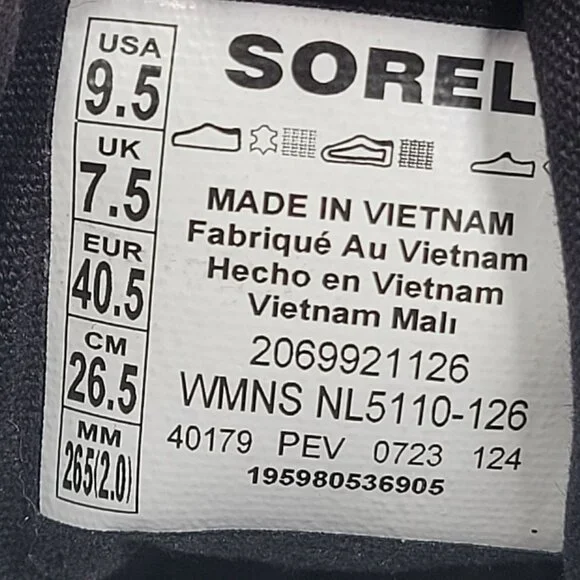 USA
9.5
UK
7.5
EUR
40.5
CM
26.5
MM
265(2.0)
SOREL
MADE IN VIETNAM
Fabriqué Au Vietnam
Hecho en Vietnam
Vietnam Malı
2069921126
WMNS NL5110-126
40179 PEV 0723 124
195980536905